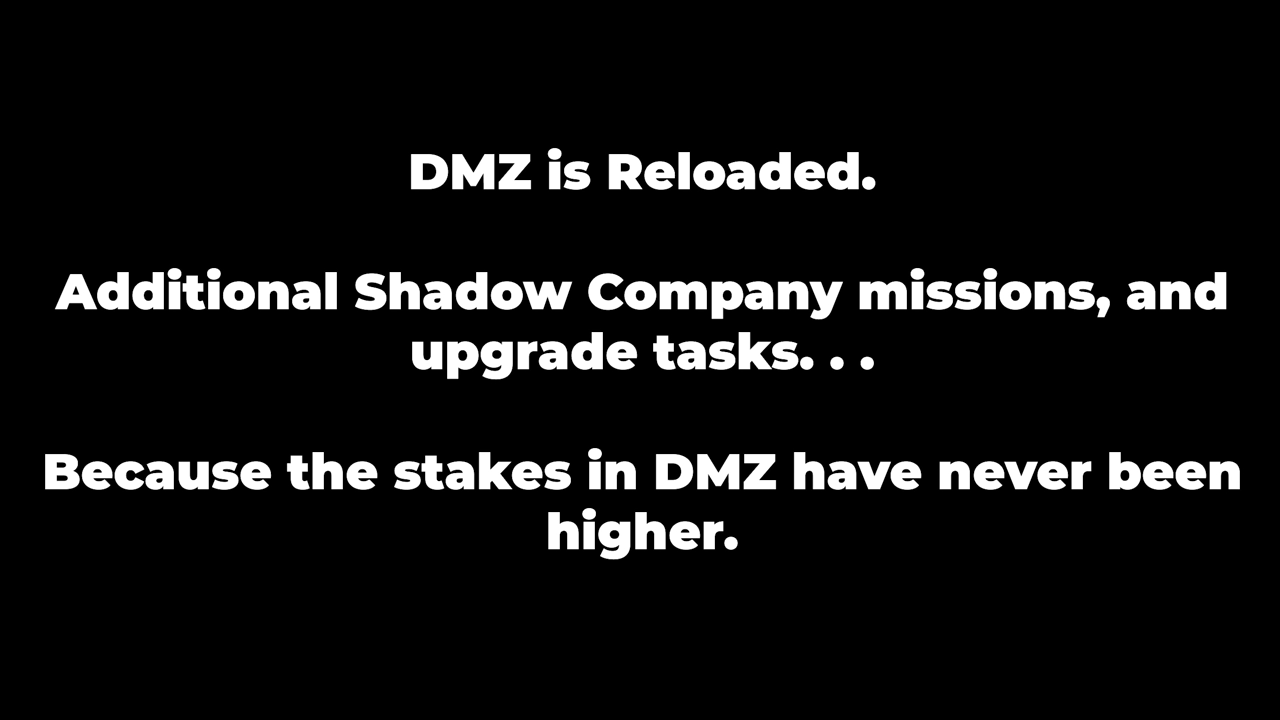 DMZ is Reloaded.
Additional Shadow Company missions, and
upgrade tasks. . .
Because the stakes in DMZ have never been
higher.